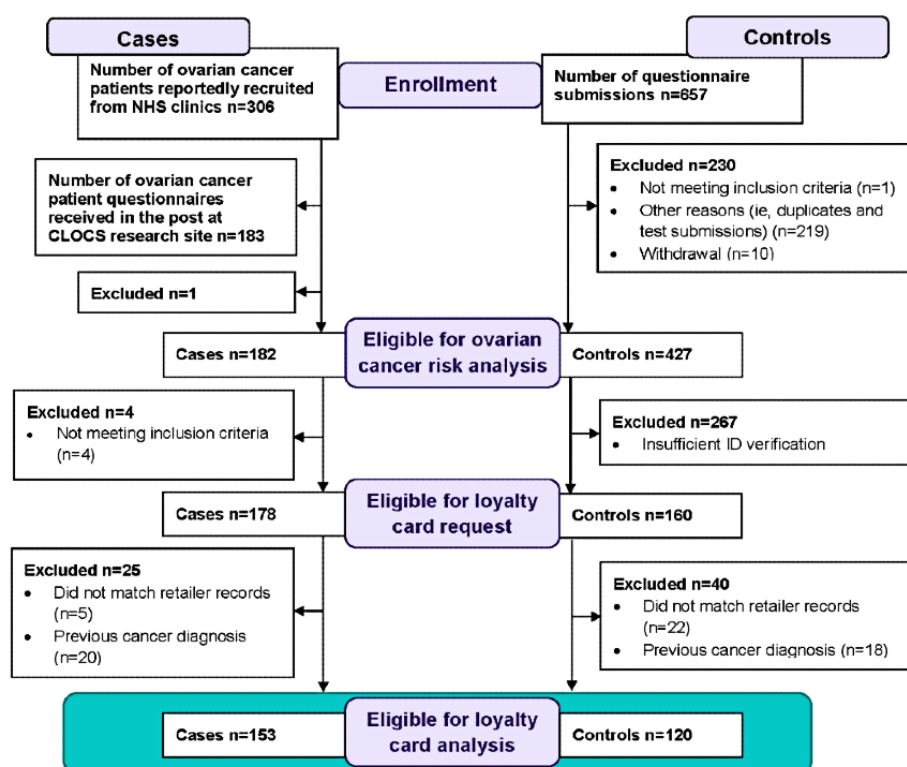 Cases
Controls
Number of ovarian cancer
patients reportedly recruited
from NHS clinics n=306
Enrollment
Number of questionnaire
submissions n=657
Number of ovarian cancer
patient questionnaires
received in the post at
CLOCS research site n=183
Excluded n=230
• Not meeting inclusion criteria (n=1)
• Other reasons (ie, duplicates and
test submissions) (n=219)
• Withdrawal (n=10)
Excluded n=1
Cases n=182
Eligible for ovarian
cancer risk analysis
Controls n=427
Excluded n=4
• Not meeting inclusion criteria
(n=4)
Excluded n=267
• Insufficient ID verification
Cases n=178
Eligible for loyalty
card request
Controls n=160
Excluded n=25
• Did not match retailer records
(n=5)
• Previous cancer diagnosis
(n=20)
Excluded n=40
• Did not match retailer records
(n=22)
• Previous cancer diagnosis (n=18)
Cases n=153
Eligible for loyalty
card analysis
Controls n=120